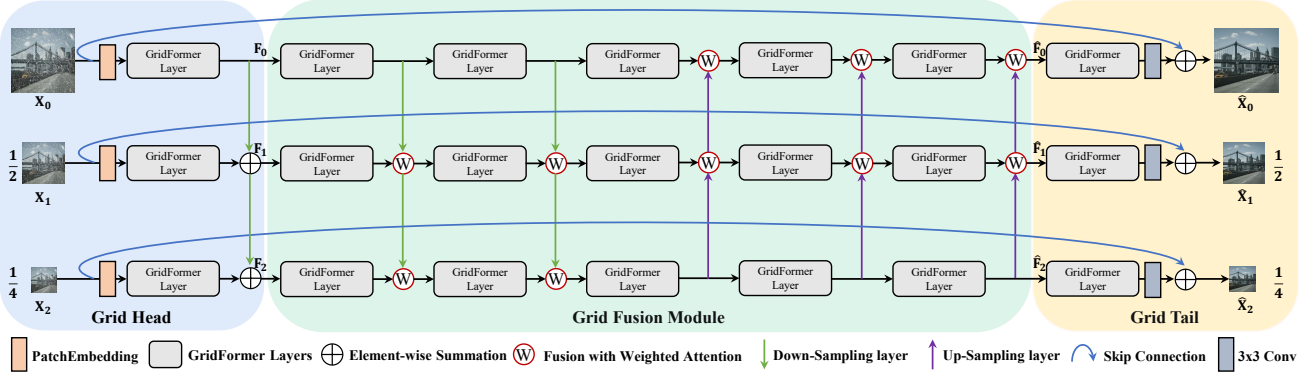 F₀ F̂₀
GridFormer Layer GridFormer Layer GridFormer Layer GridFormer Layer W GridFormer Layer W GridFormer Layer W GridFormer Layer
X₀ X̂₀
F₁ F̂₁
1/2 GridFormer Layer GridFormer Layer W GridFormer Layer W GridFormer Layer W GridFormer Layer W GridFormer Layer W GridFormer Layer 1/2
X₁ X̂₁
F₂ F̂₂
1/4 GridFormer Layer GridFormer Layer W GridFormer Layer W GridFormer Layer GridFormer Layer GridFormer Layer GridFormer Layer 1/4
X₂ X̂₂
Grid Head Grid Fusion Module Grid Tail
PatchEmbedding GridFormer Layers Element-wise Summation W Fusion with Weighted Attention Down-Sampling layer Up-Sampling layer Skip Connection 3x3 Conv